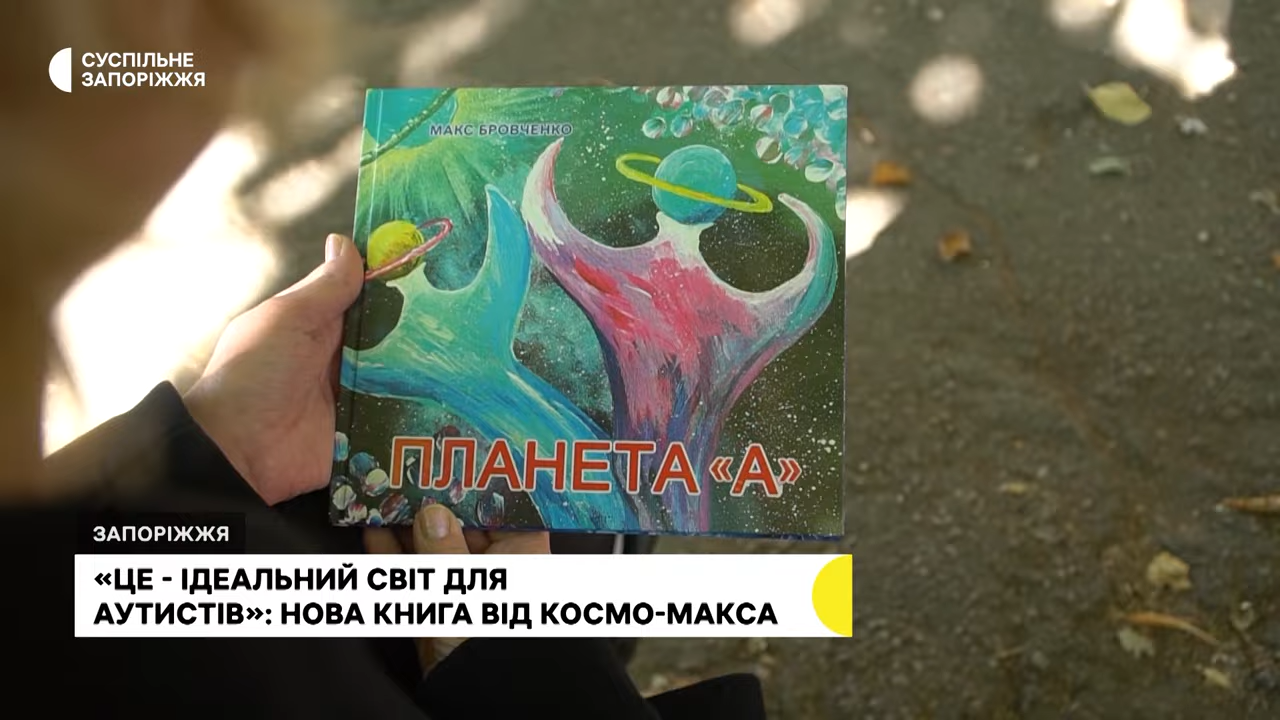 СУСПІЛЬНЕ
ЗАПОРІЖЖЯ
МАКС БРОВЧЕНКО
ПЛАНЕТА «А»
ЗАПОРІЖЖЯ
«ЦЕ - ІДЕАЛЬНИЙ СВІТ ДЛЯ
АУТИСТІВ»: НОВА КНИГА ВІД КОСМО-МАКСА